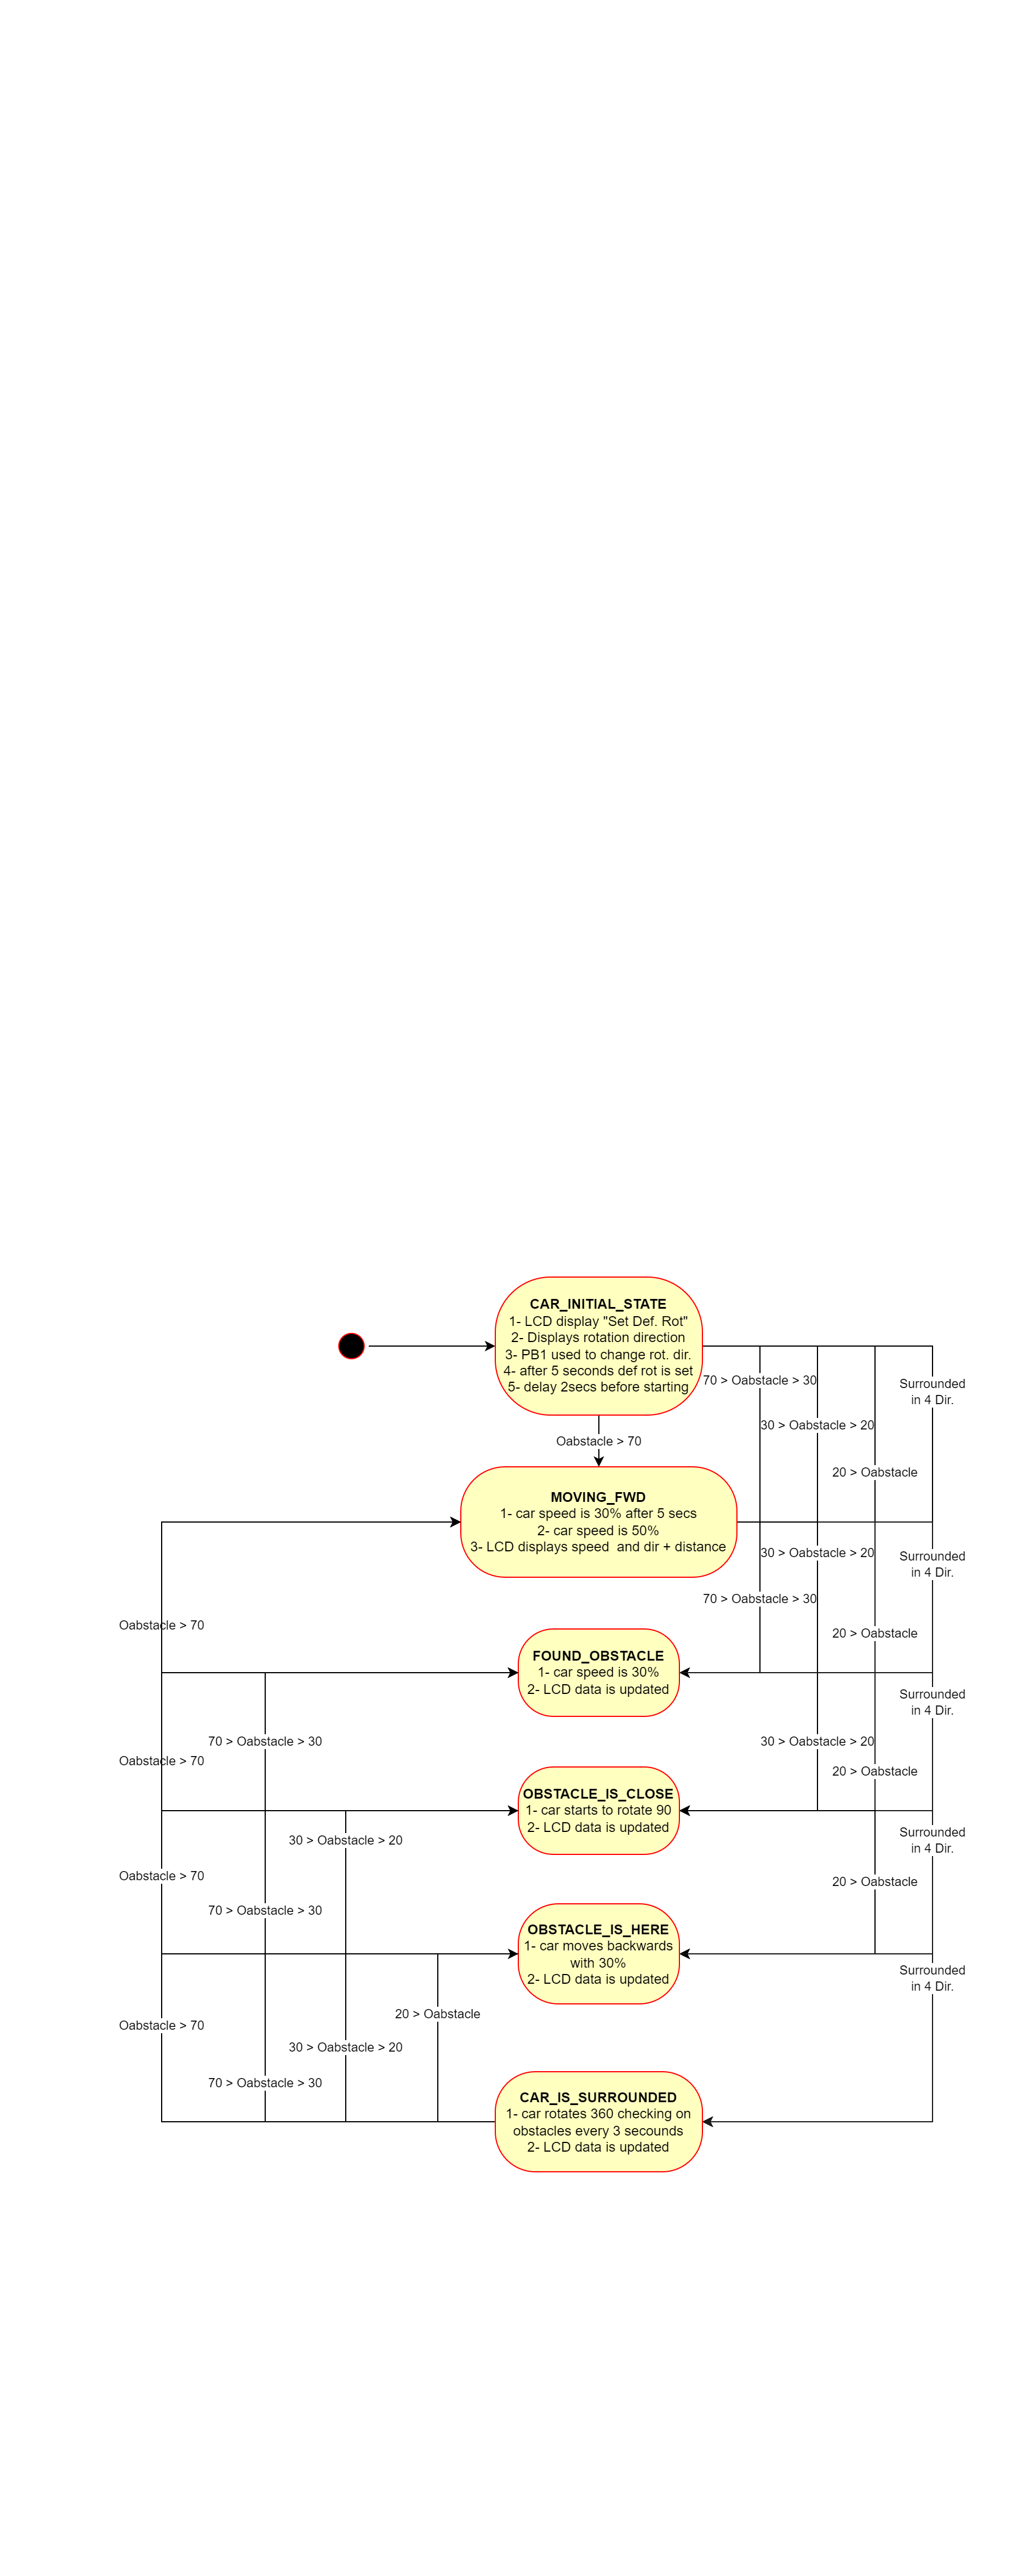 CAR_INITIAL_STATE
1- LCD display "Set Def. Rot"
2- Displays rotation direction
3- PB1 used to change rot. dir.
4- after 5 seconds def rot is set
5- delay 2secs before starting
70 > Oabstacle > 30
Surrounded
in 4 Dir.
30 > Oabstacle > 20
Oabstacle > 70
20 > Oabstacle
MOVING_FWD
1- car speed is 30% after 5 secs
2- car speed is 50%
3- LCD displays speed  and dir + distance
30 > Oabstacle > 20
Surrounded
in 4 Dir.
70 > Oabstacle > 30
Oabstacle > 70
20 > Oabstacle
FOUND_OBSTACLE
1- car speed is 30%
2- LCD data is updated
Surrounded
in 4 Dir.
70 > Oabstacle > 30
30 > Oabstacle > 20
Oabstacle > 70
20 > Oabstacle
OBSTACLE_IS_CLOSE
1- car starts to rotate 90
2- LCD data is updated
Surrounded
in 4 Dir.
30 > Oabstacle > 20
Oabstacle > 70
20 > Oabstacle
70 > Oabstacle > 30
OBSTACLE_IS_HERE
1- car moves backwards
with 30%
2- LCD data is updated
Surrounded
in 4 Dir.
20 > Oabstacle
Oabstacle > 70
30 > Oabstacle > 20
70 > Oabstacle > 30
CAR_IS_SURROUNDED
1- car rotates 360 checking on
obstacles every 3 secounds
2- LCD data is updated